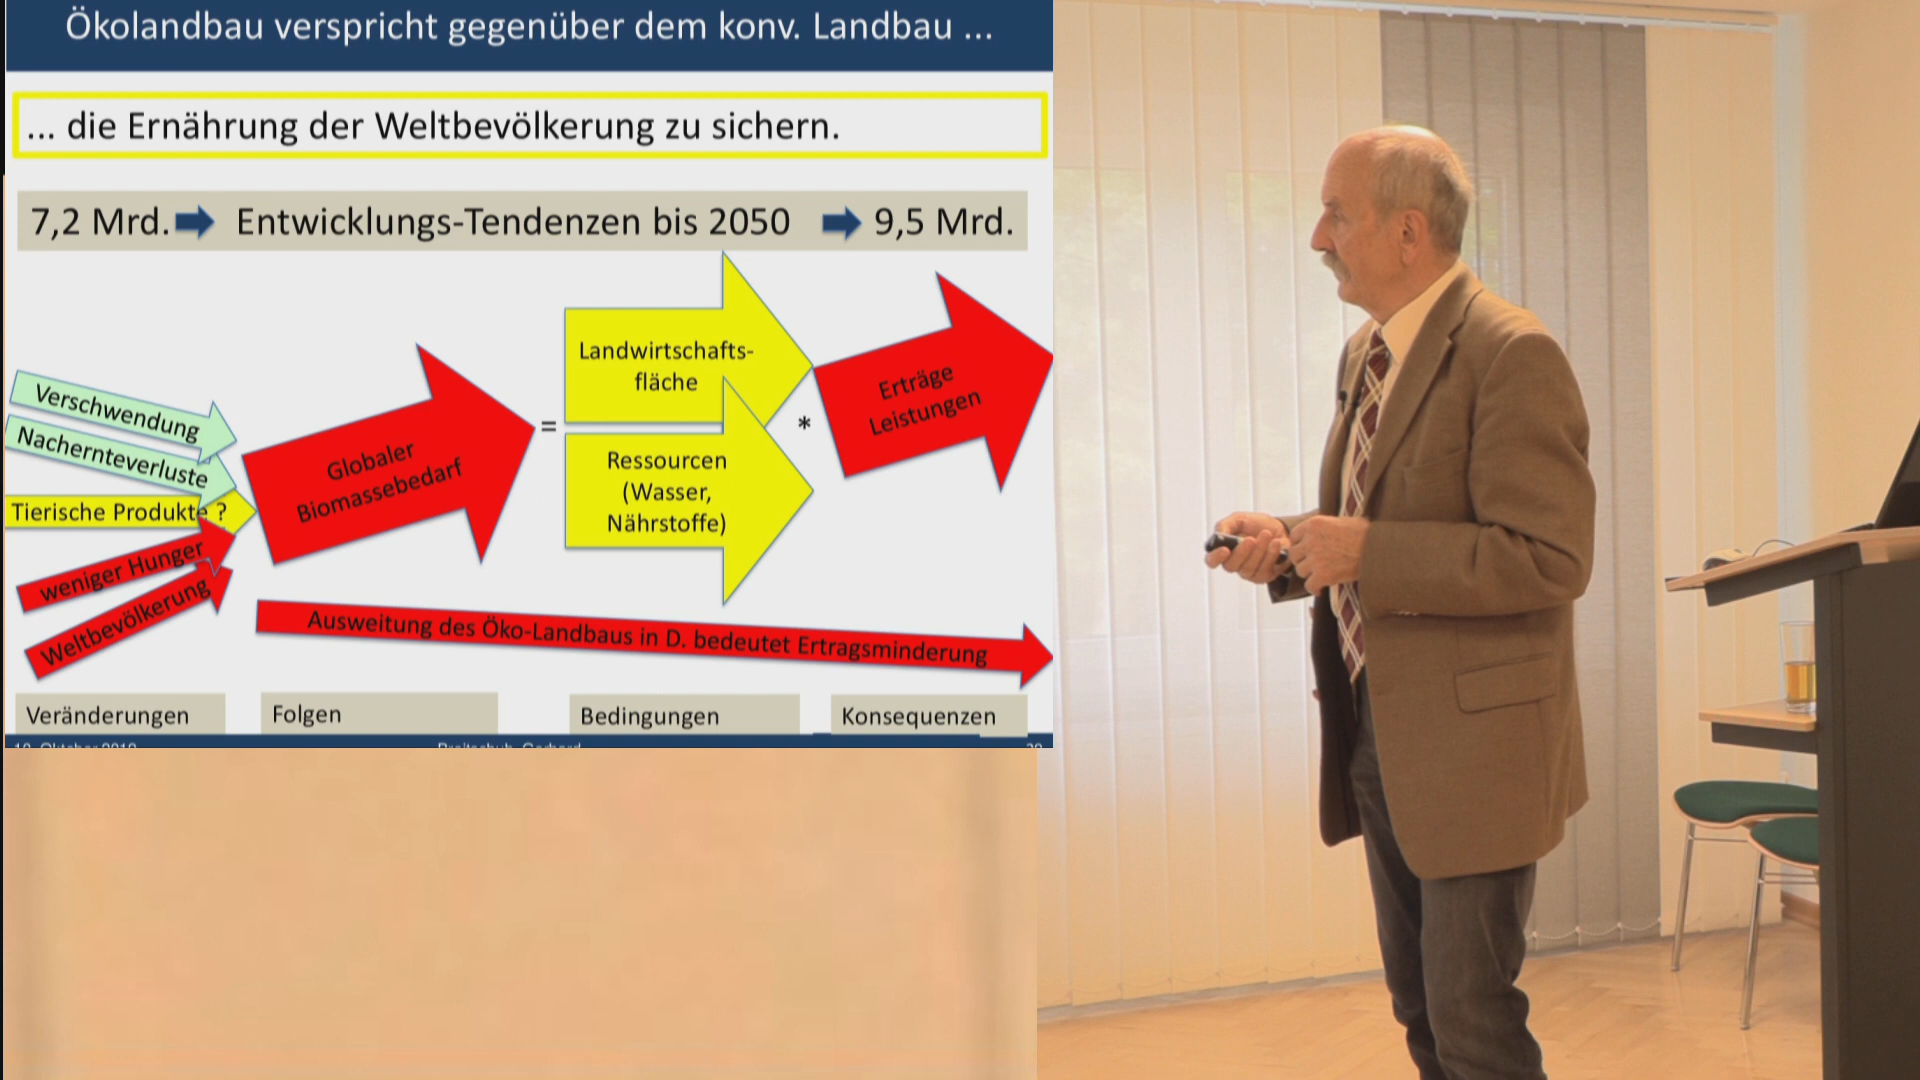 Ökolandbau verspricht gegenüber dem konv. Landbau ...
... die Ernährung der Weltbevölkerung zu sichern.
7,2 Mrd. Entwicklungs-Tendenzen bis 2050 9,5 Mrd.
Verschwendung
Nachernteverluste
Tierische Produkte ?
weniger Hunger
Weltbevölkerung
Globaler
Biomassebedarf
=
Landwirtschafts-
fläche
Ressourcen
(Wasser,
Nährstoffe)
*
Erträge
Leistungen
Ausweitung des Öko-Landbaus in D. bedeutet Ertragsminderung
Veränderungen
Folgen
Bedingungen
Konsequenzen